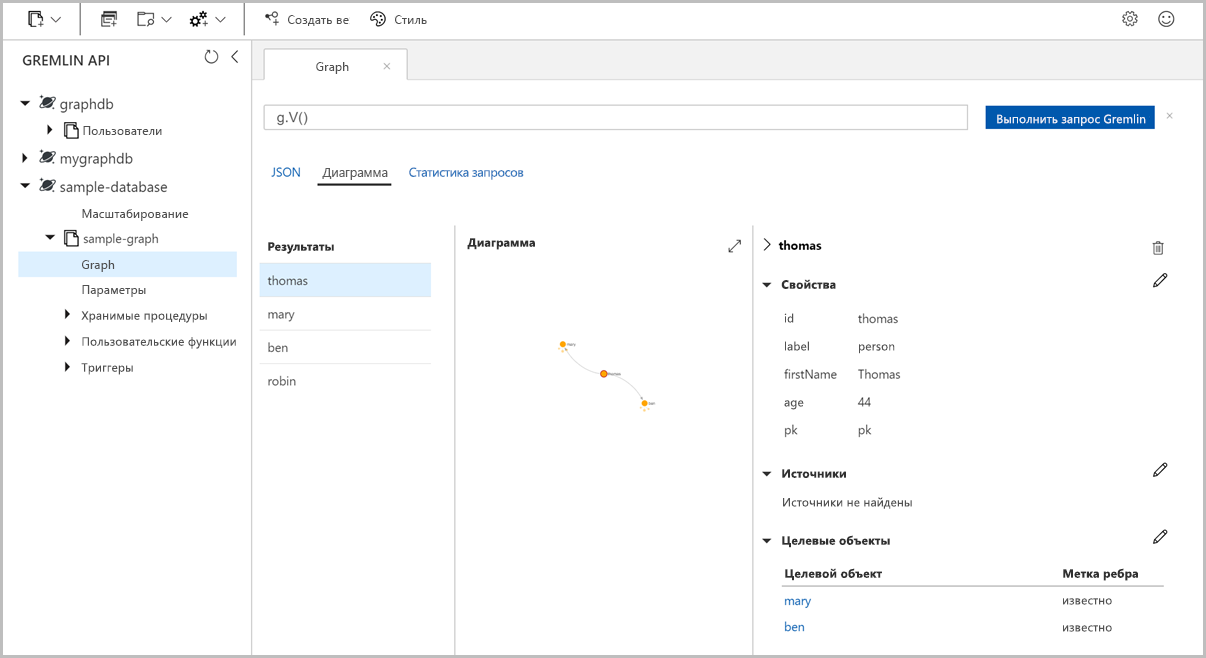 Создать ве
Стиль
GREMLIN API
graphdb
Пользователи
mygraphdb
sample-database
Масштабирование
sample-graph
Graph
Параметры
Хранимые процедуры
Пользовательские функции
Триггеры
Graph
g.V()
Выполнить запрос Gremlin
JSON Диаграмма Статистика запросов
Результаты
thomas
mary
ben
robin
Диаграмма
mary
thomas
ben
thomas
Свойства
id thomas
label person
firstName Thomas
age 44
pk pk
Источники
Источники не найдены
Целевые объекты
Целевой объект Метка ребра
mary известно
ben известно